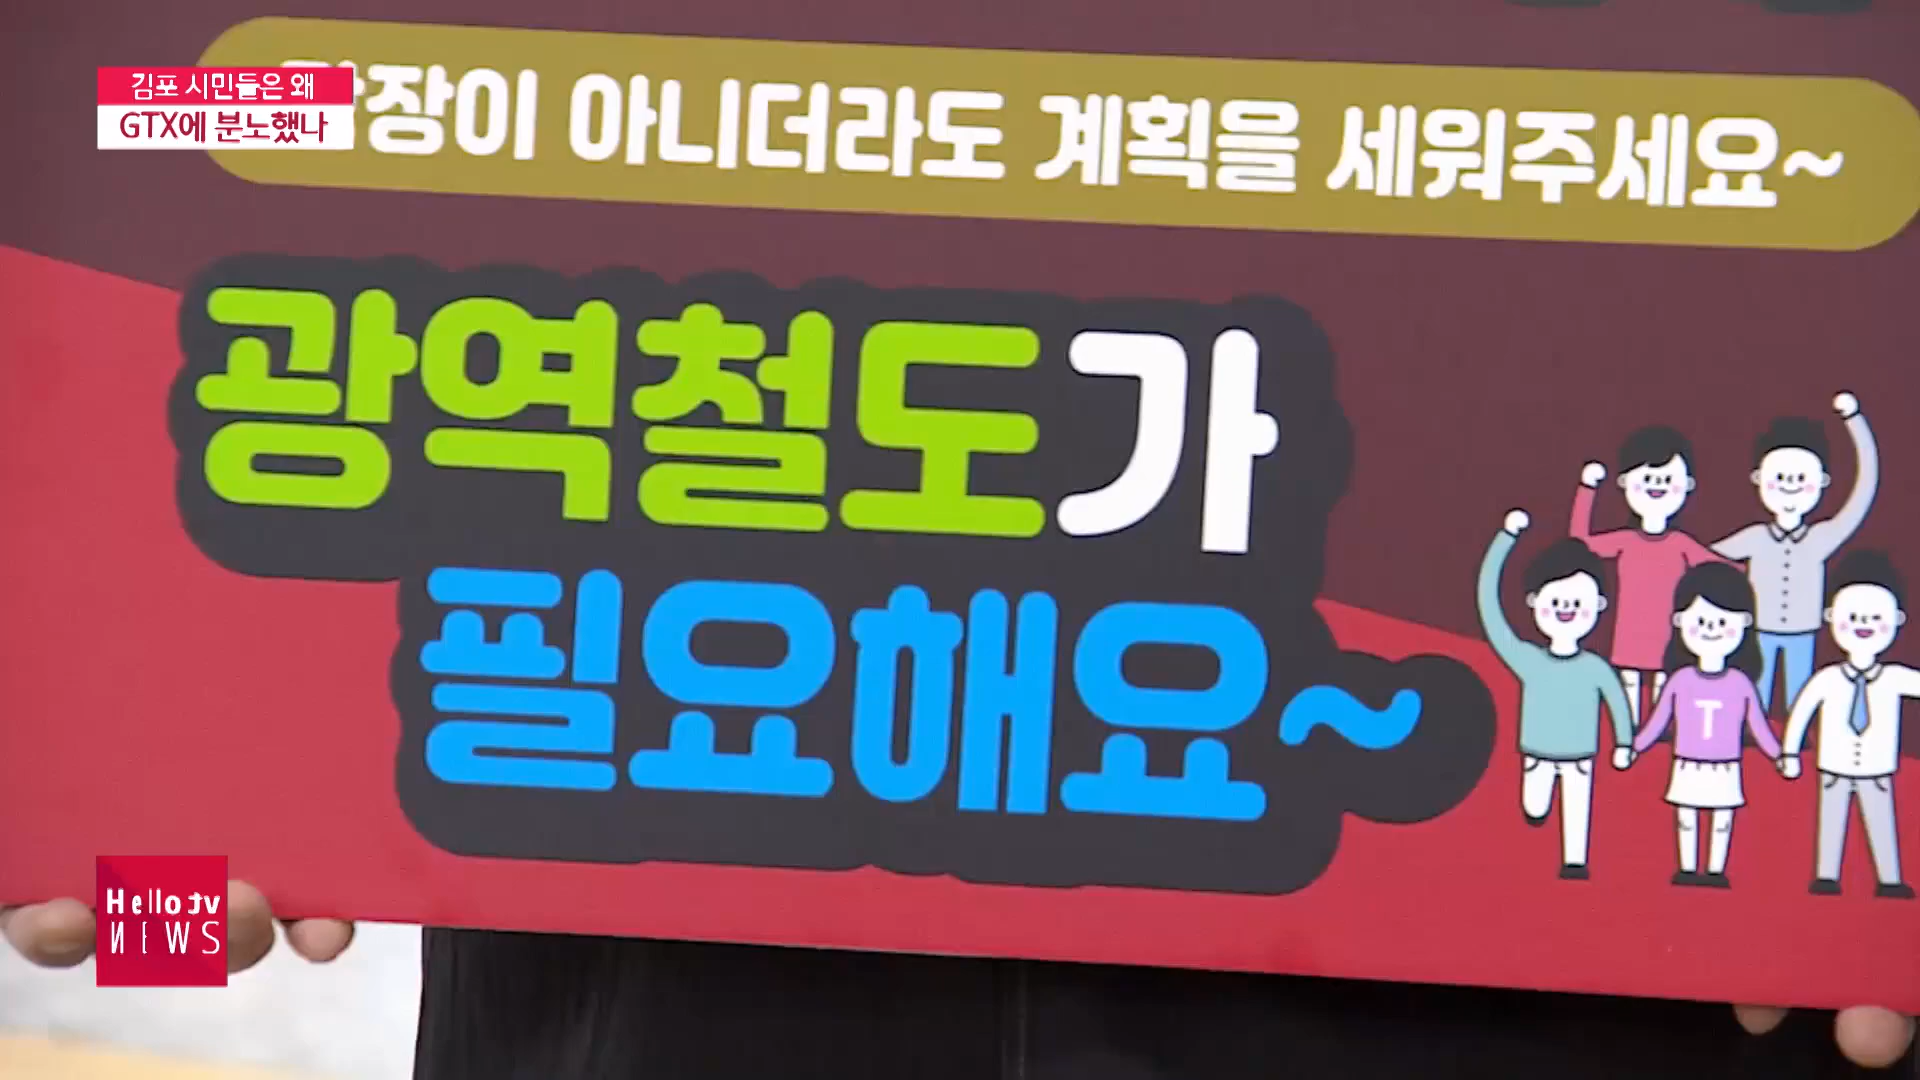 김포 시민들은 왜
GTX에 분노했나
아니더라도 계획을 세워주세요~
광역철도가
필요해요~
T
Hello tv
NEWS